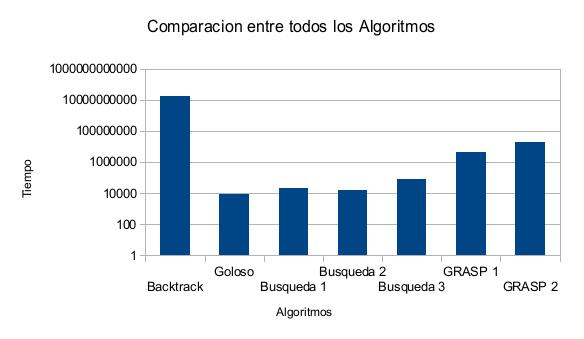 Comparacion entre todos los Algoritmos
1000000000000
10000000000
100000000
1000000
10000
100
1
Tiempo
Backtrack
Goloso
Busqueda 1
Busqueda 2
Busqueda 3
GRASP 1
GRASP 2
Algoritmos